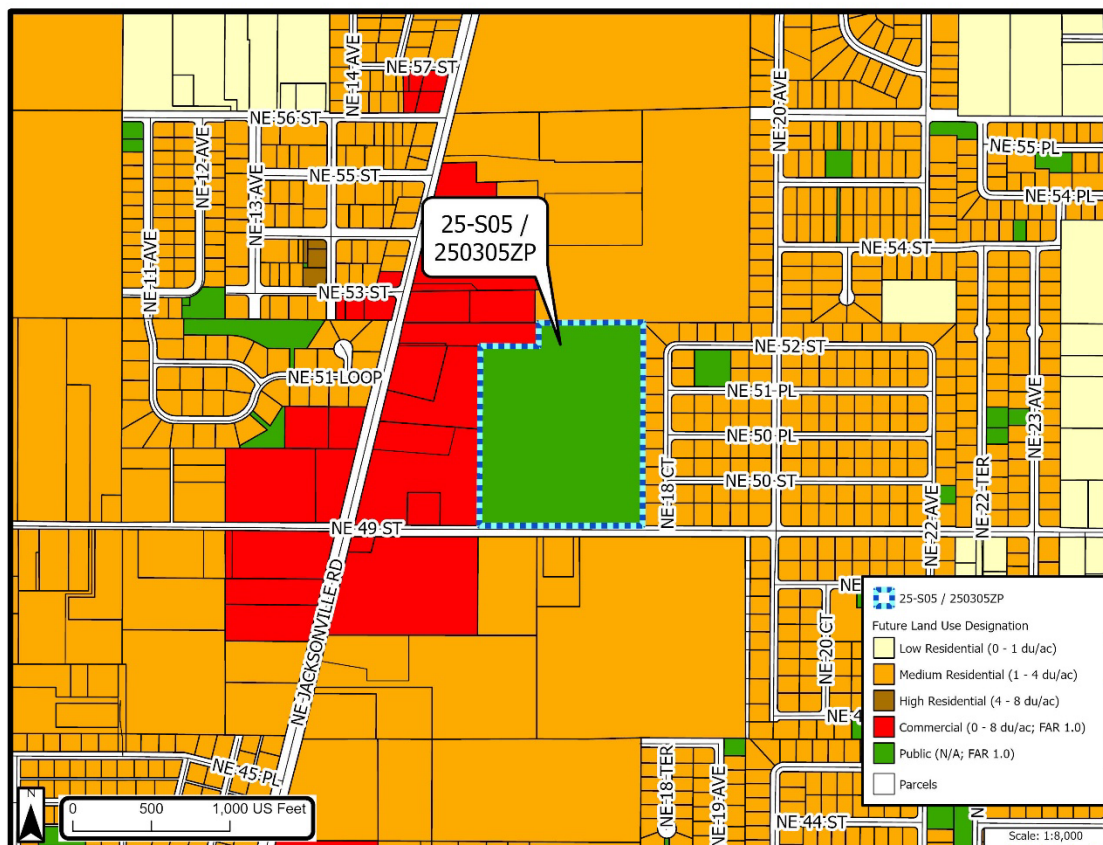 NE 57 ST
NE 14 AVE
NE 56 ST
NE 20 AVE
NE 12 AVE
NE 13 AVE
NE 55 ST
NE 55 PL
NE 54 PL
NE 11 AVE
25-S05 /
250305ZP
NE 54 ST
NE 53 ST
NE 52 ST
NE 51 LOOP
NE 51 PL
NE 23 AVE
NE 50 PL
NE 18 CT
NE 50 ST
NE 22 TER
NE 22 AVE
NE 49 ST
NE JACKSONVILLE RD
NE 20 CT
NE 45 PL
NE 18 TER
NE 19 AVE
NE 44 ST
25-S05 / 250305ZP
Future Land Use Designation
Low Residential (0 - 1 du/ac)
Medium Residential (1 - 4 du/ac)
High Residential (4 - 8 du/ac)
Commercial (0 - 8 du/ac; FAR 1.0)
Public (N/A; FAR 1.0)
Parcels
N
0 500 1,000 US Feet
Scale: 1:8,000